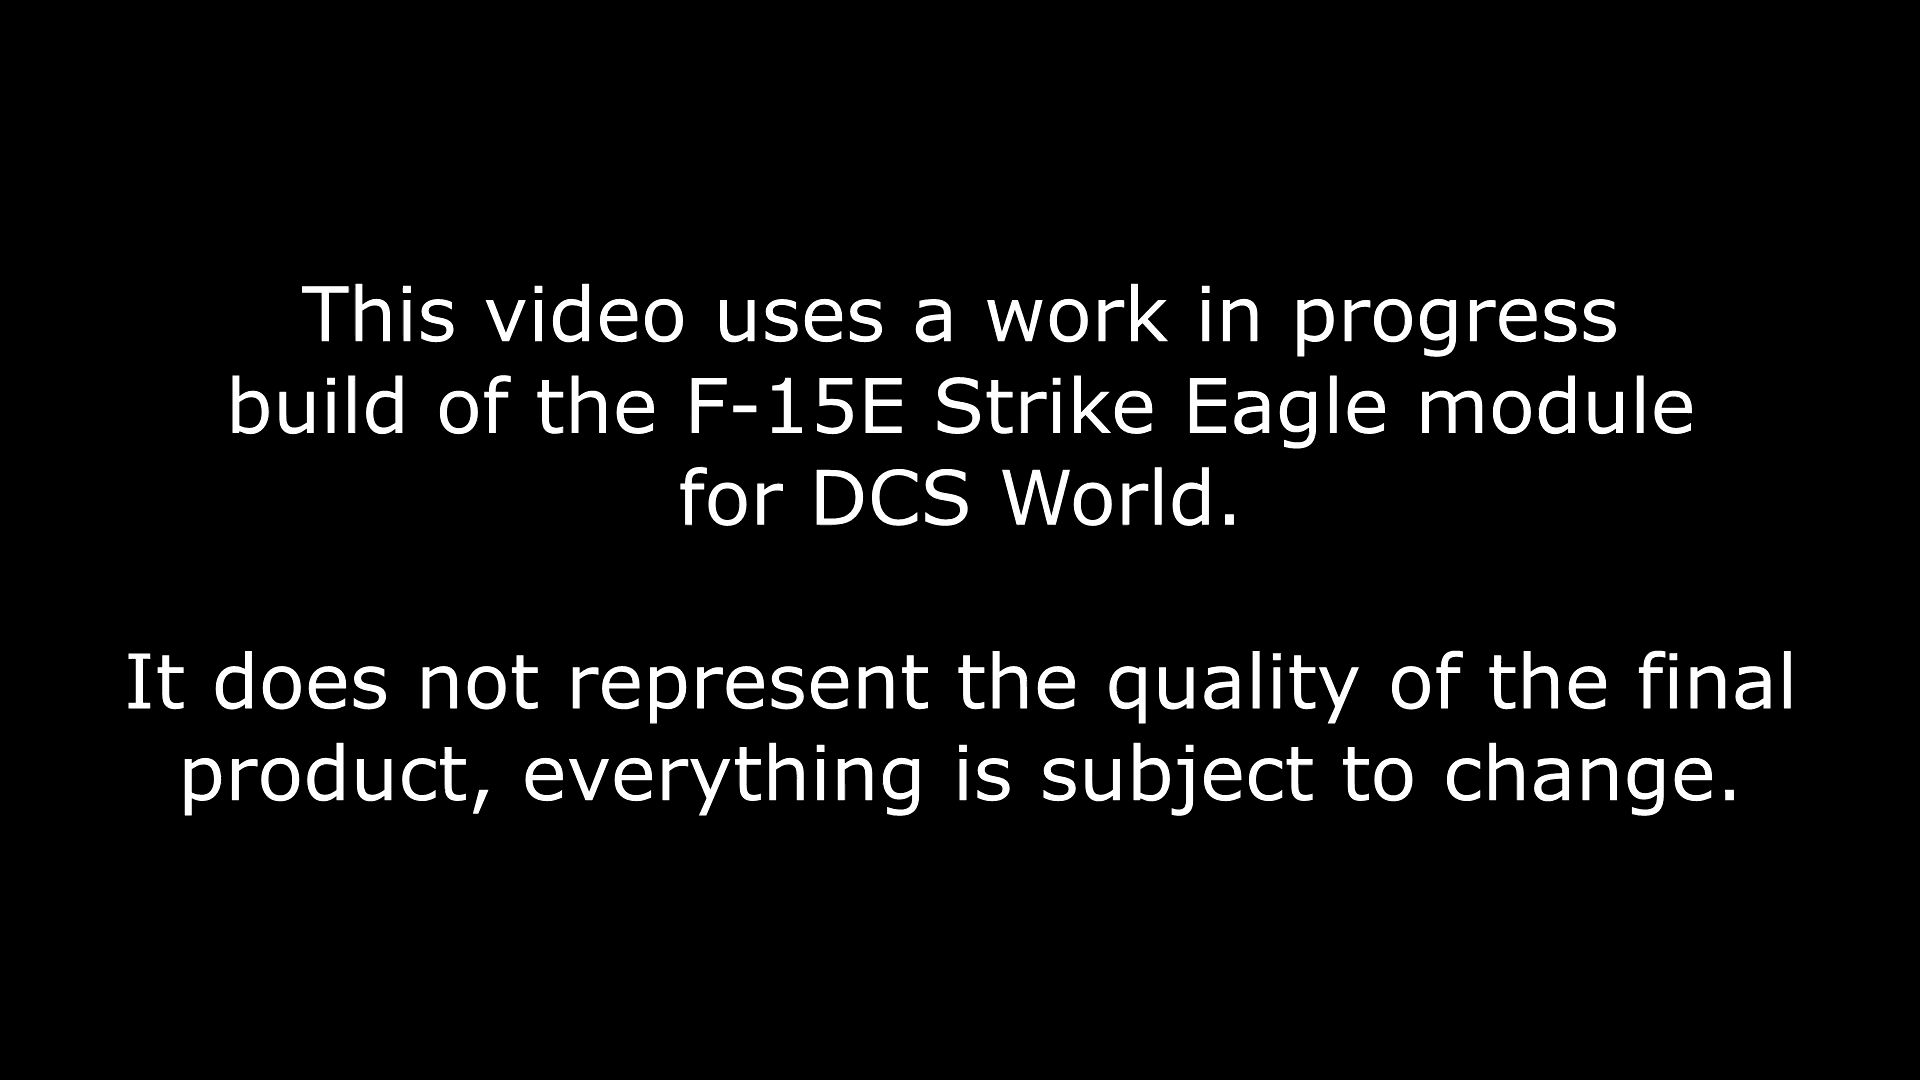 This video uses a work in progress
build of the F-15E Strike Eagle module
for DCS World.
It does not represent the quality of the final
product, everything is subject to change.